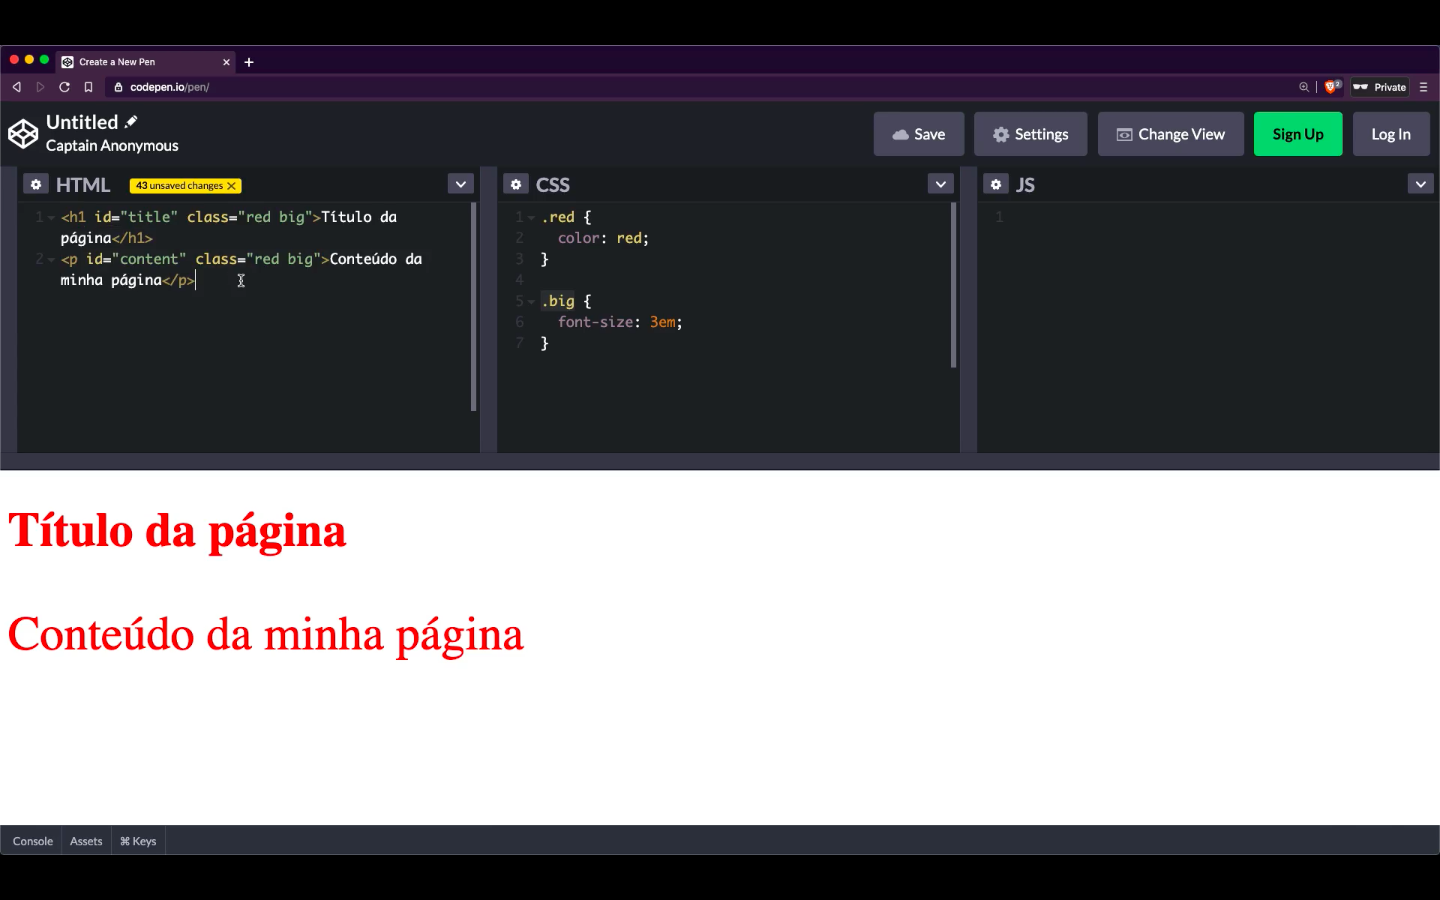 Create a New Pen
codepen.io/pen/
2
Private
Untitled
Captain Anonymous
Save
Settings
Change View
Sign Up
Log In
HTML
43 unsaved changes
1 <h1 id="title" class="red big">Título da
página</h1>
2 <p id="content" class="red big">Conteúdo da
minha página</p>
CSS
1 .red {
2 color: red;
3 }
4
5 .big {
6 font-size: 3em;
7 }
JS
1
Título da página
Conteúdo da minha página
Console
Assets
⌘ Keys